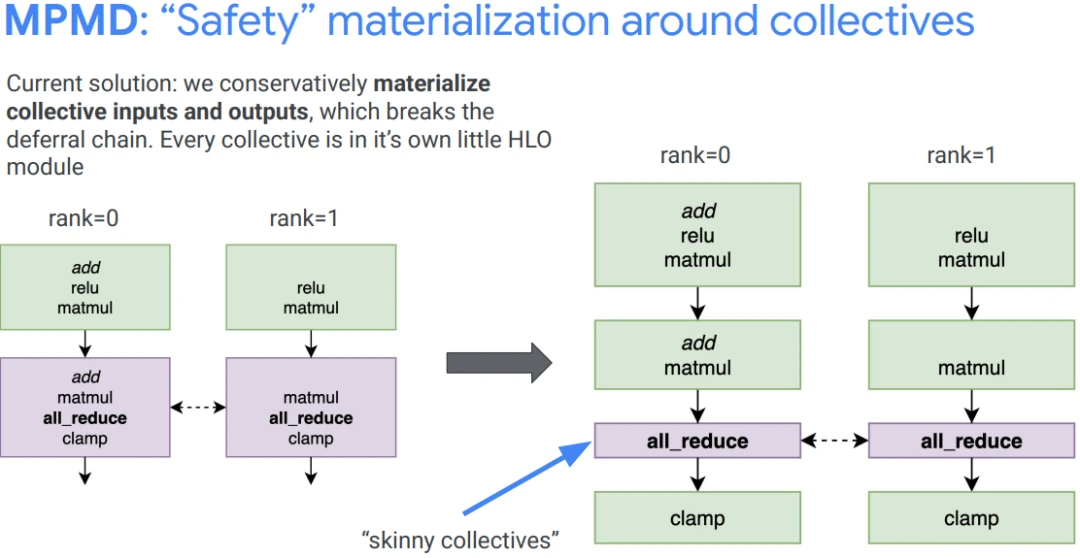 MPMD: “Safety” materialization around collectives
Current solution: we conservatively materialize
collective inputs and outputs, which breaks the
deferral chain. Every collective is in it’s own little HLO
module
rank=0
rank=1
add
relu
matmul
relu
matmul
add
matmul
all_reduce
clamp
matmul
all_reduce
clamp
rank=0
rank=1
add
relu
matmul
relu
matmul
add
matmul
matmul
all_reduce
all_reduce
clamp
clamp
“skinny collectives”